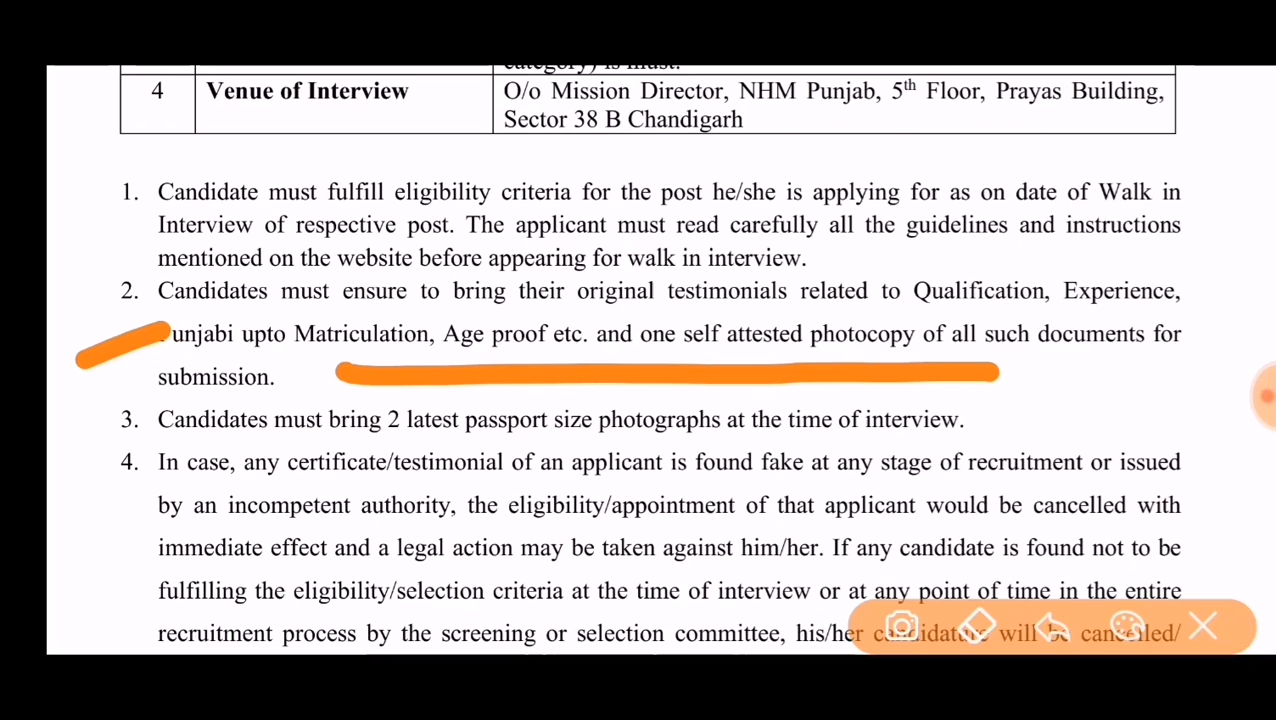 category) is must.
4 Venue of Interview O/o Mission Director, NHM Punjab, 5th Floor, Prayas Building,
Sector 38 B Chandigarh
1. Candidate must fulfill eligibility criteria for the post he/she is applying for as on date of Walk in
Interview of respective post. The applicant must read carefully all the guidelines and instructions
mentioned on the website before appearing for walk in interview.
2. Candidates must ensure to bring their original testimonials related to Qualification, Experience,
Punjabi upto Matriculation, Age proof etc. and one self attested photocopy of all such documents for
submission.
3. Candidates must bring 2 latest passport size photographs at the time of interview.
4. In case, any certificate/testimonial of an applicant is found fake at any stage of recruitment or issued
by an incompetent authority, the eligibility/appointment of that applicant would be cancelled with
immediate effect and a legal action may be taken against him/her. If any candidate is found not to be
fulfilling the eligibility/selection criteria at the time of interview or at any point of time in the entire
recruitment process by the screening or selection committee, his/her candidature will be cancelled/